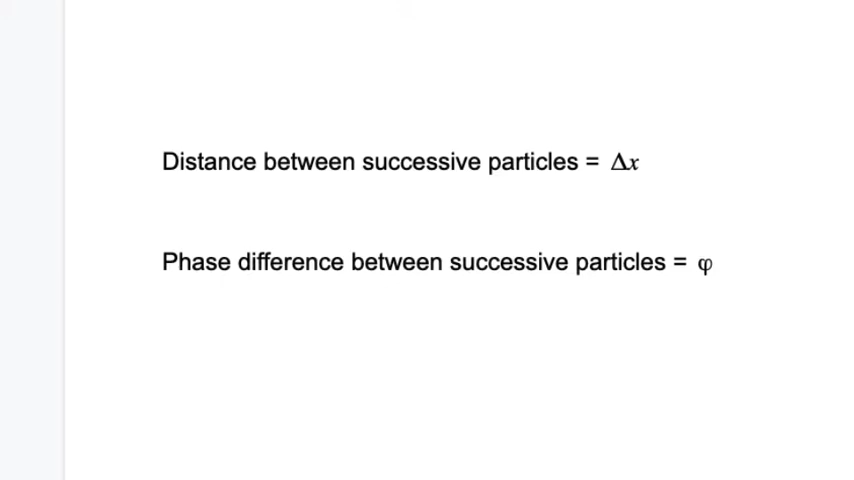 Distance between successive particles = Δx
Phase difference between successive particles = φ